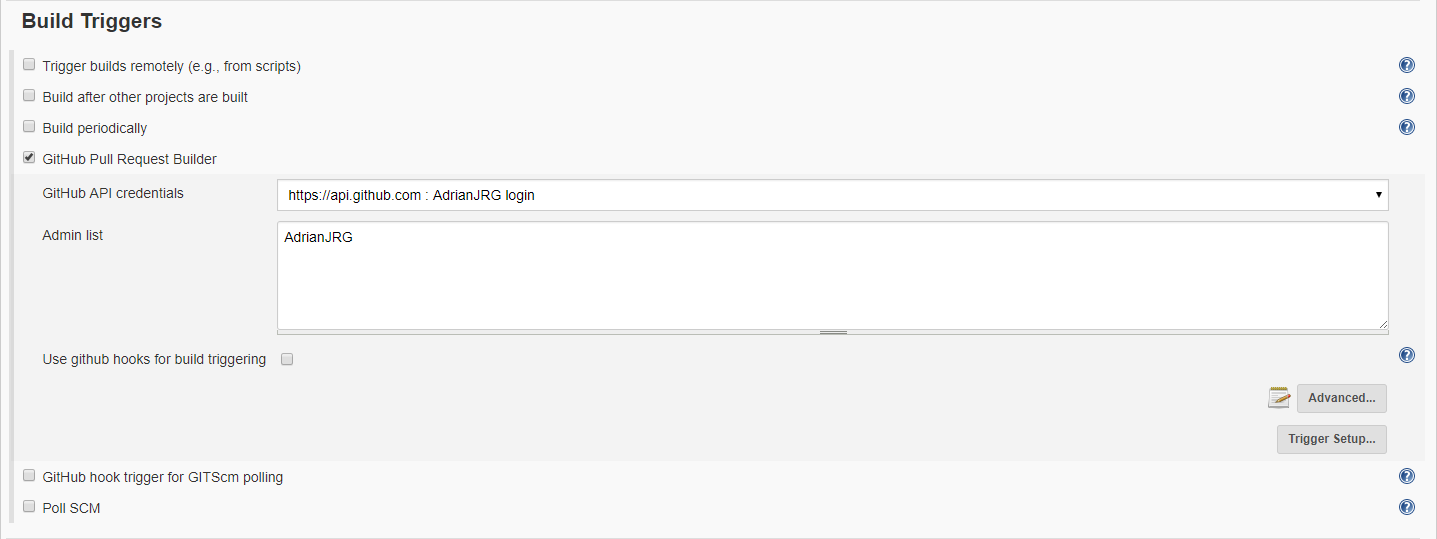 Build Triggers
Trigger builds remotely (e.g., from scripts)
Build after other projects are built
Build periodically
GitHub Pull Request Builder
GitHub API credentials
https://api.github.com : AdrianJRG login
Admin list
AdrianJRG
Use github hooks for build triggering
Advanced...
Trigger Setup...
GitHub hook trigger for GITScm polling
Poll SCM